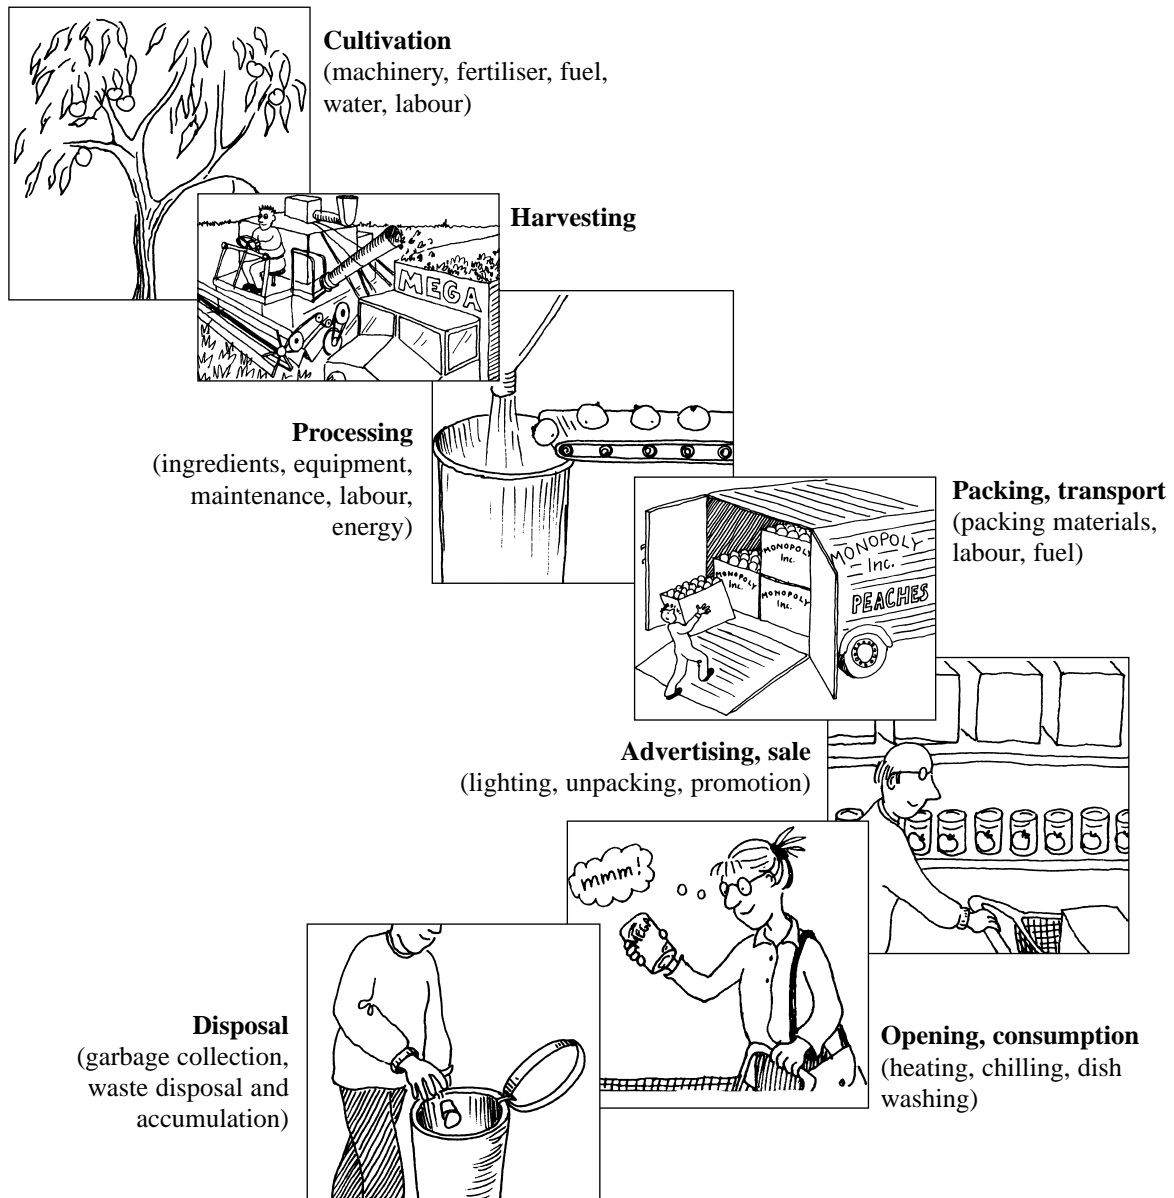 Cultivation
(machinery, fertiliser, fuel,
water, labour)
Harvesting
MEGA
Processing
(ingredients, equipment,
maintenance, labour,
energy)
Packing, transport
(packing materials,
labour, fuel)
MONOPOLY
Inc.
MONOPOLY
Inc.
MONOPOLY
Inc.
MONOPOLY
Inc.
PEACHES
Advertising, sale
(lighting, unpacking, promotion)
mmm!
MEGA
Opening, consumption
(heating, chilling, dish
washing)
Disposal
(garbage collection,
waste disposal and
accumulation)